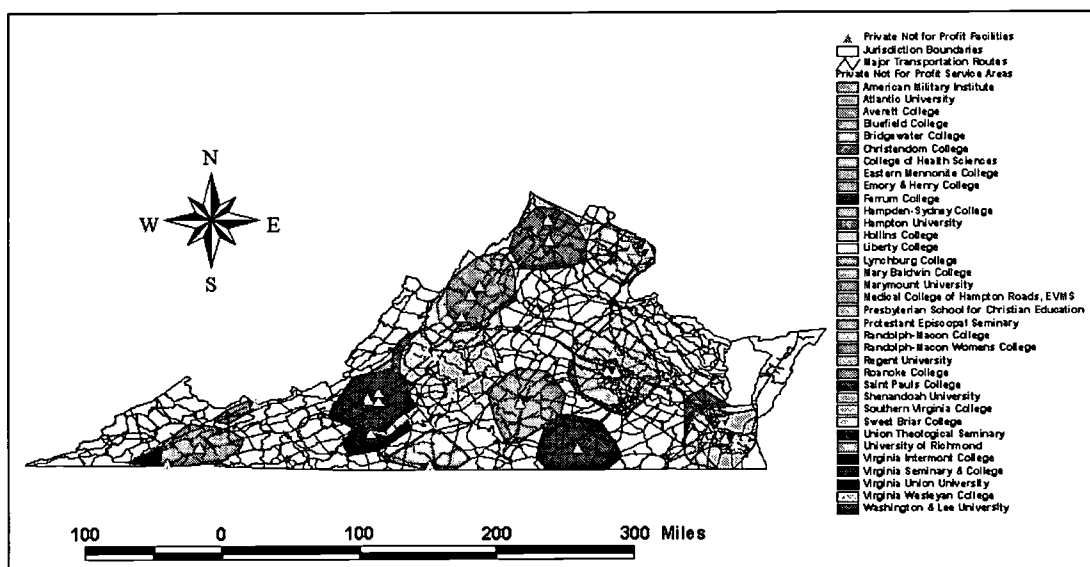 Private Not for Profit Facilities
Jurisdiction Boundaries
Major Transportation Routes
Private Not For Profit Service Areas
American Military Institute
Atlantic University
Averett College
Bluefield College
Bridgewater College
Christendom College
College of Health Sciences
Eastern Mennonite College
Emory & Henry College
Ferrum College
Hampden-Sydney College
Hampton University
Hollins College
Liberty College
Lynchburg College
Mary Baldwin College
Marymount University
Medical College of Hampton Roads, EVMS
Presbyterian School for Christian Education
Protestant Episcopal Seminary
Randolph-Macon College
Randolph-Macon Womens College
Regent University
Roanoke College
Saint Pauls College
Shenandoah University
Southern Virginia College
Sweet Briar College
Union Theological Seminary
University of Richmond
Virginia Intermont College
Virginia Seminary & College
Virginia Union University
Virginia Wesleyan College
Washington & Lee University
N
W E
S
100 0 100 200 300 Miles